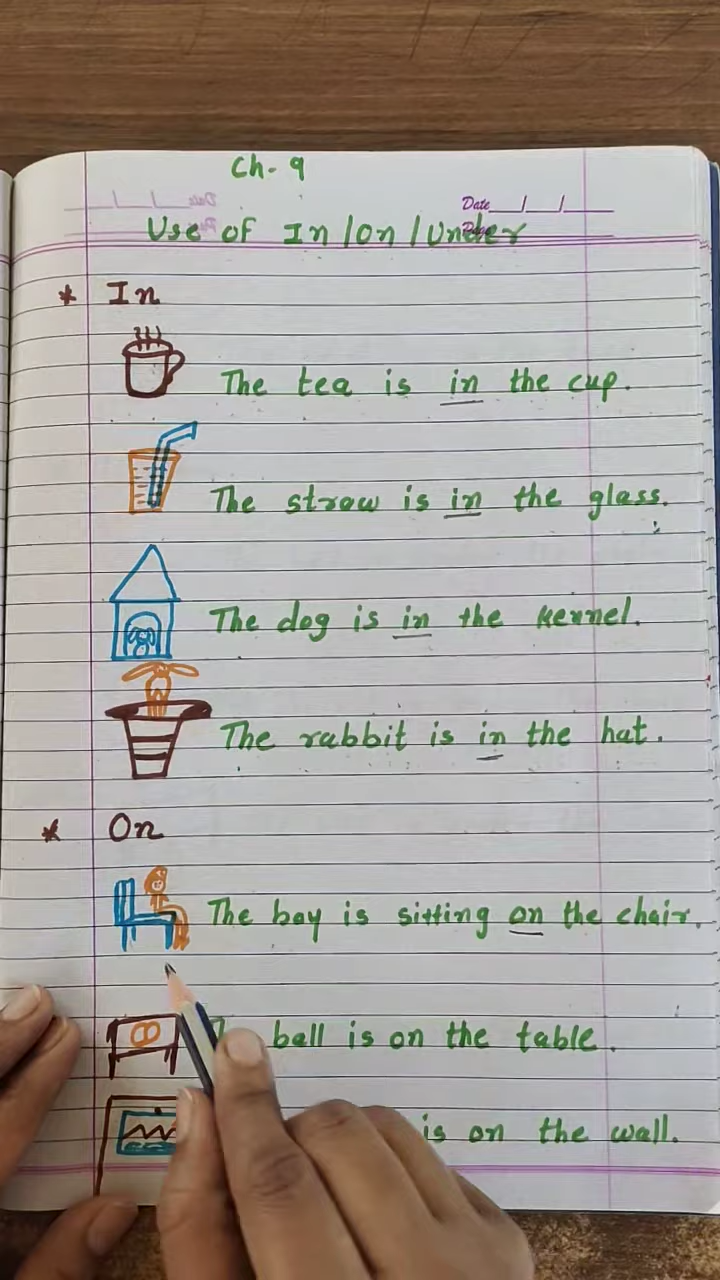 Ch- 9
Date
Use of In / On / Under
* In
The tea is in the cup.
The straw is in the glass.
The dog is in the kernel.
The rabbit is in the hat.
* On
The boy is sitting on the chair.
ball is on the table.
is on the wall.